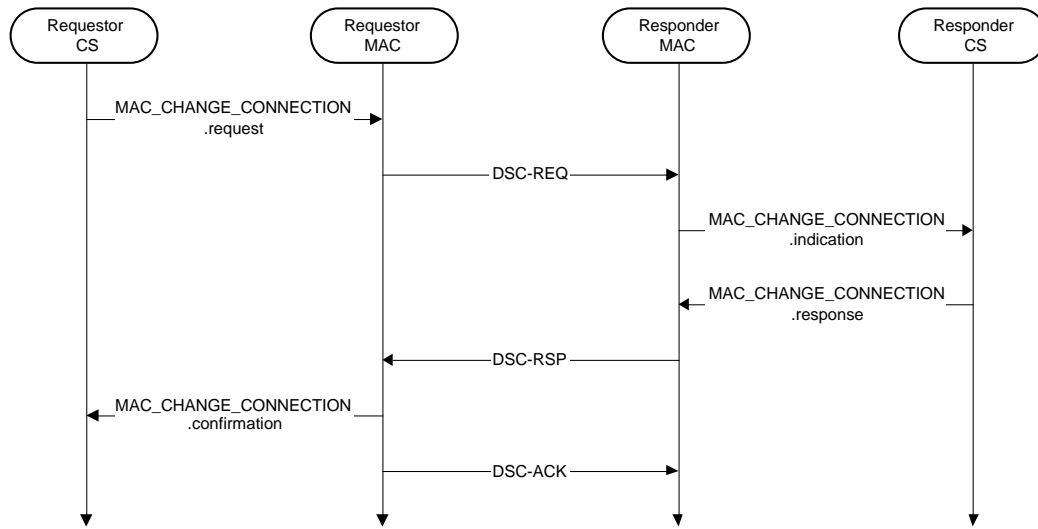 Requestor
CS
Requestor
MAC
Responder
MAC
Responder
CS
MAC_CHANGE_CONNECTION
.request
DSC-REQ
MAC_CHANGE_CONNECTION
.indication
MAC_CHANGE_CONNECTION
.response
DSC-RSP
MAC_CHANGE_CONNECTION
.confirmation
DSC-ACK